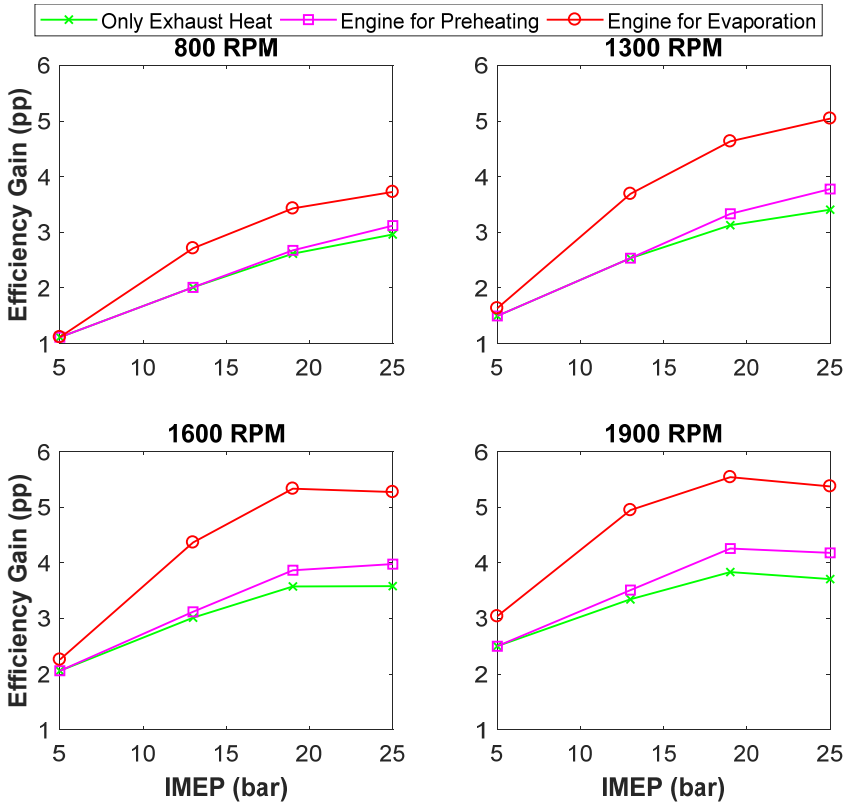 Only Exhaust Heat Engine for Preheating Engine for Evaporation
800 RPM
Efficiency Gain (pp)
6
5
4
3
2
1
5 10 15 20 25
1300 RPM
6
5
4
3
2
1
5 10 15 20 25
1600 RPM
Efficiency Gain (pp)
6
5
4
3
2
1
5 10 15 20 25
IMEP (bar)
1900 RPM
6
5
4
3
2
1
5 10 15 20 25
IMEP (bar)